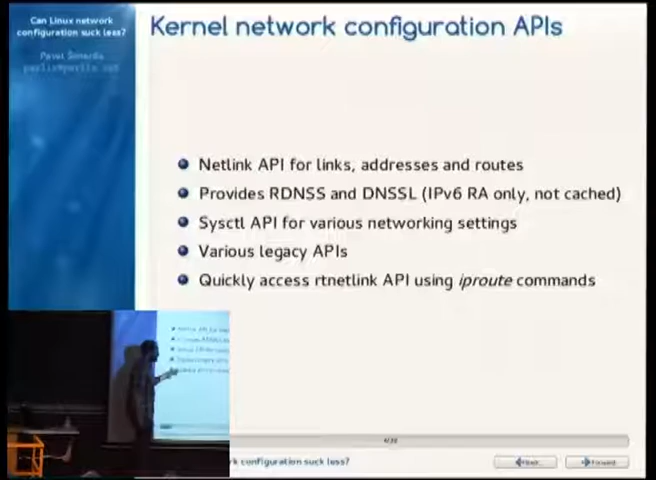 Can Linux network
configuration suck less?
Pavel Šimerda
Kernel network configuration APIs
Netlink API for links, addresses and routes
Provides RDNSS and DNSSL (IPv6 RA only, not cached)
Sysctl API for various networking settings
Various legacy APIs
Quickly access rtnetlink API using iproute commands
k configuration suck less?
Back
Forward